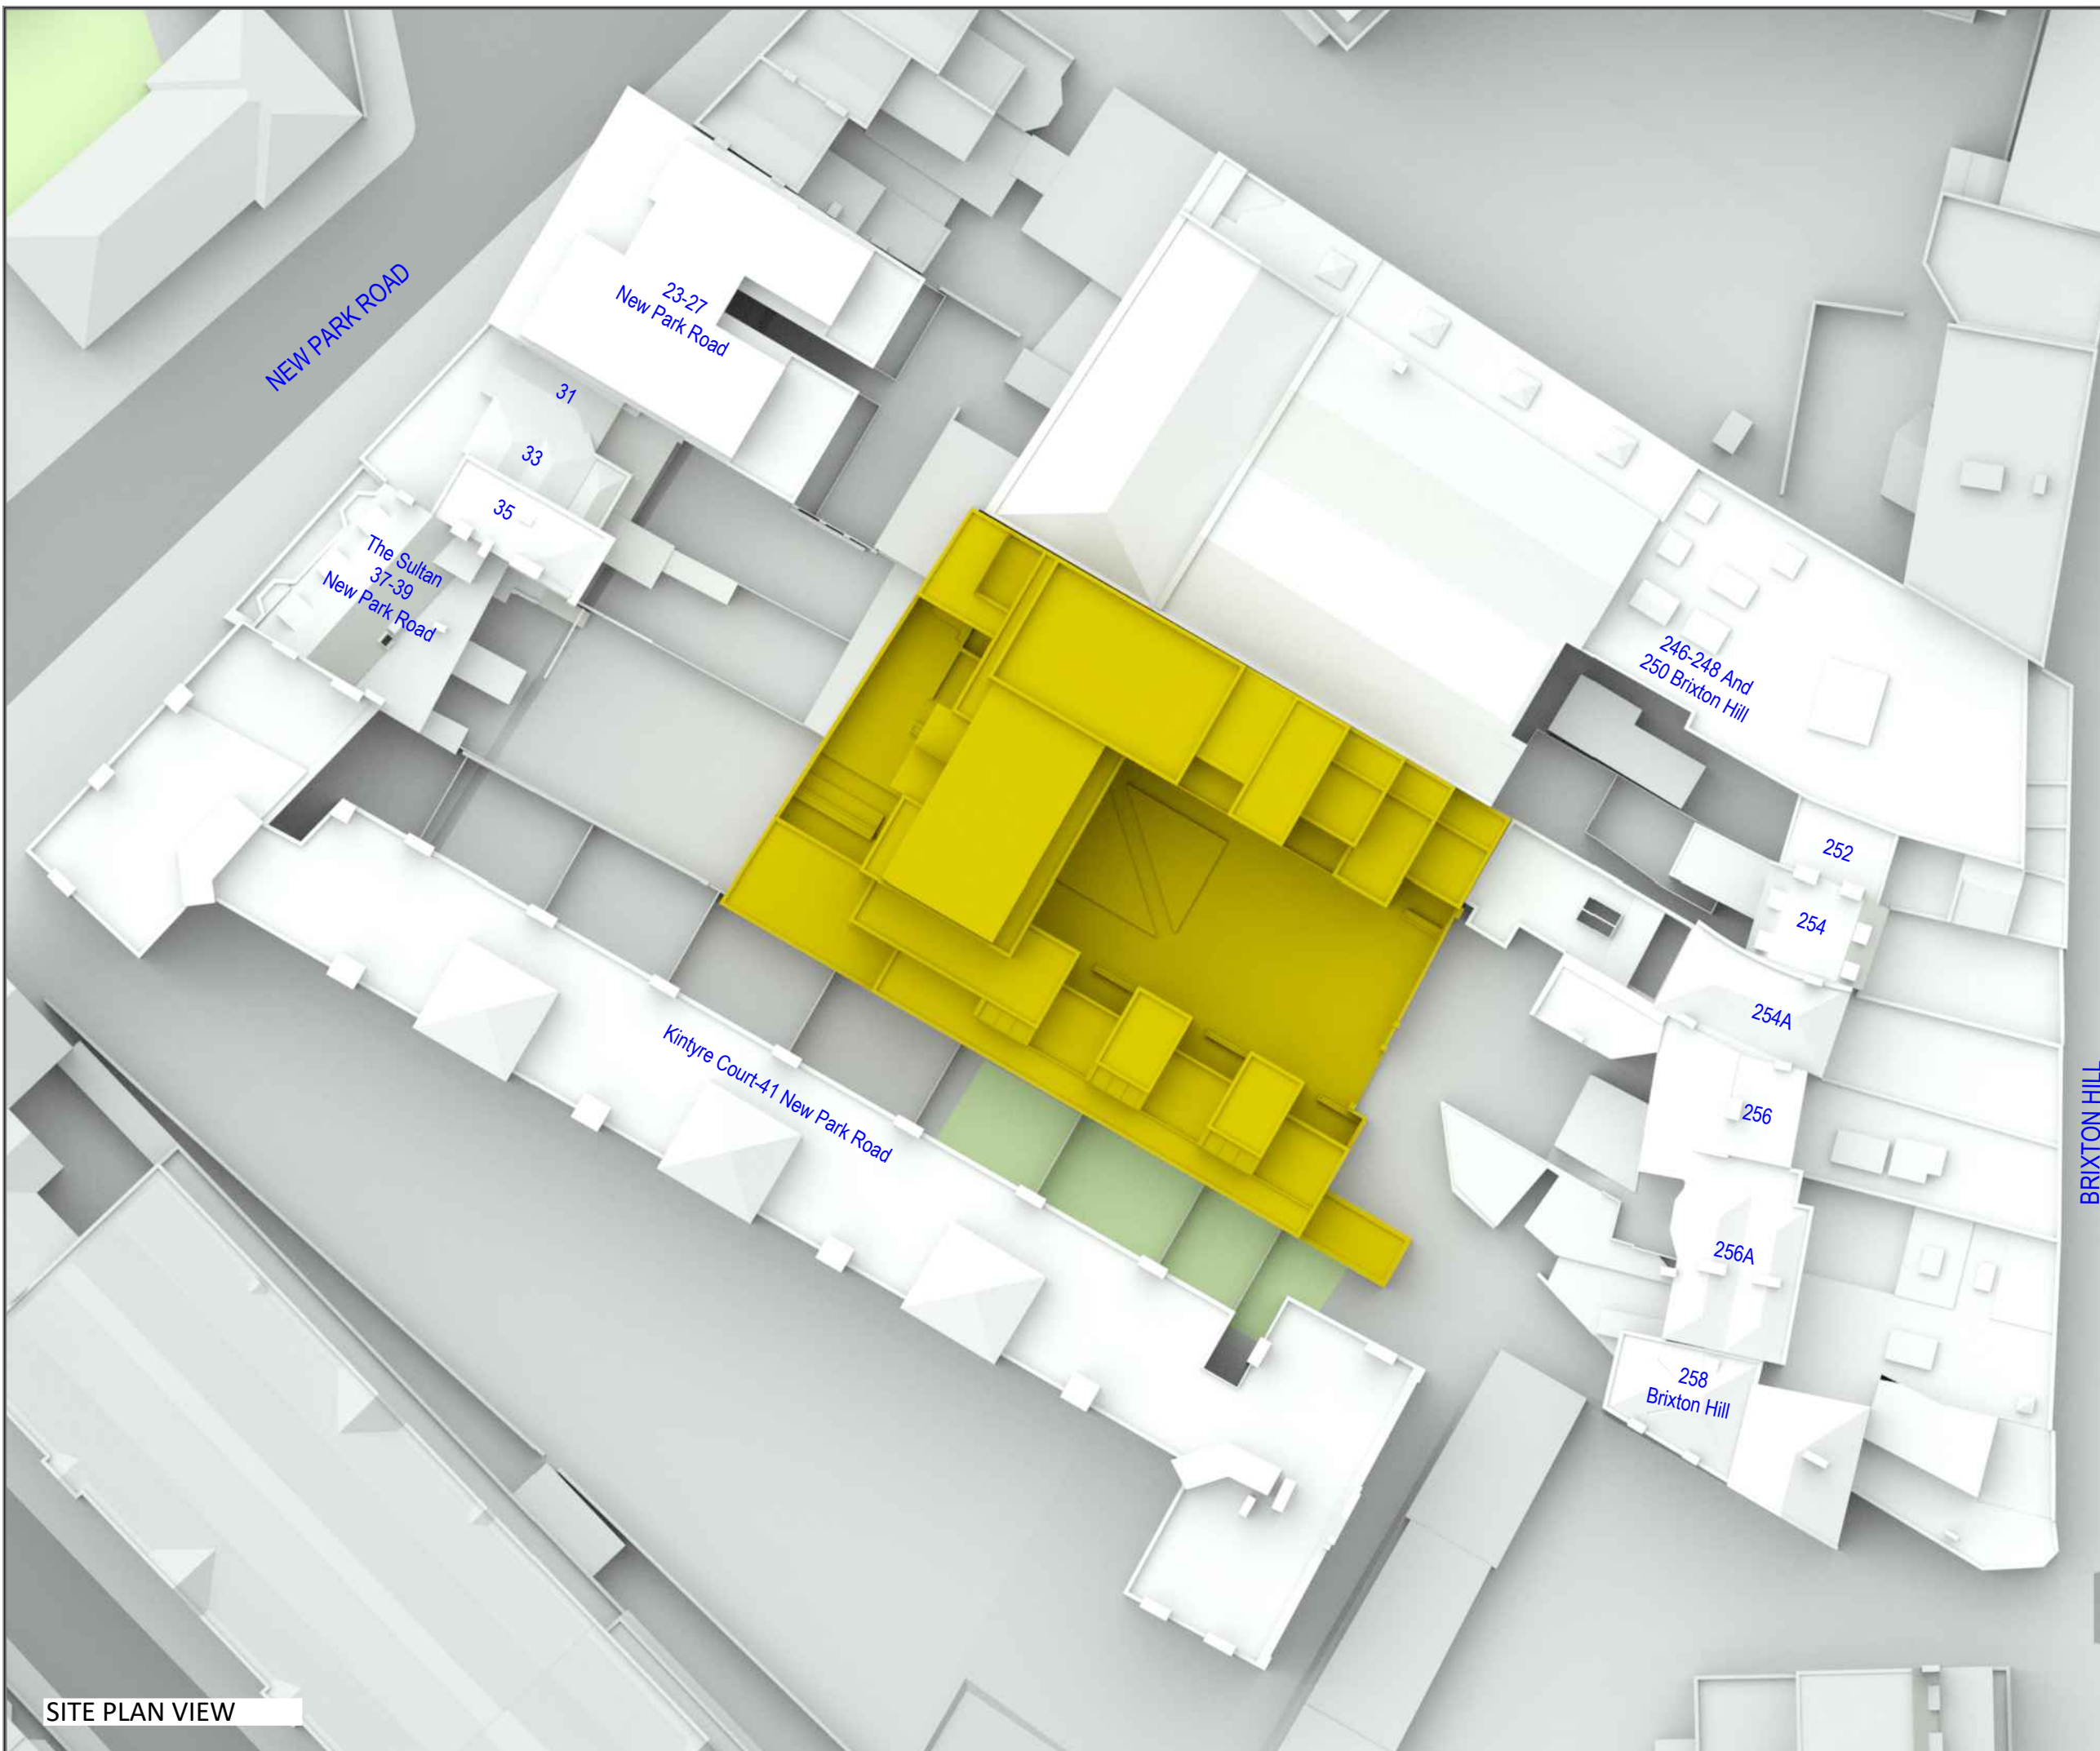 NEW PARK ROAD
23-27
New Park Road
31
33
35
The Sultan
37-39
New Park Road
246-248 And
250 Brixton Hill
252
254
254A
Kintyre Court-41 New Park Road
256
BRIXTON HILL
256A
258
Brixton Hill
SITE PLAN VIEW